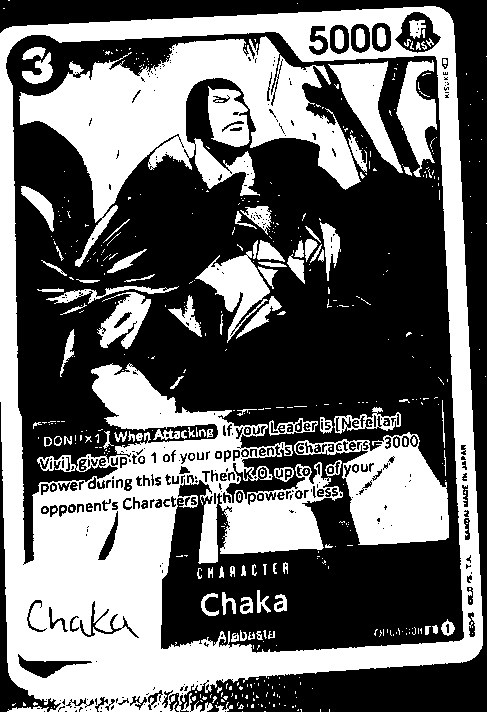 3
5000
斬
SLASH
KISUKE
DON!!×1 When Attacking If your Leader is [Nefeltari
Vivi], give up to 1 of your opponent's Characters −3000
power during this turn. Then, K.O. up to 1 of your
opponent's Characters with 0 power or less.
BANDAI MADE IN JAPAN
CHARACTER
Chaka
Alabasta
1
Chaka